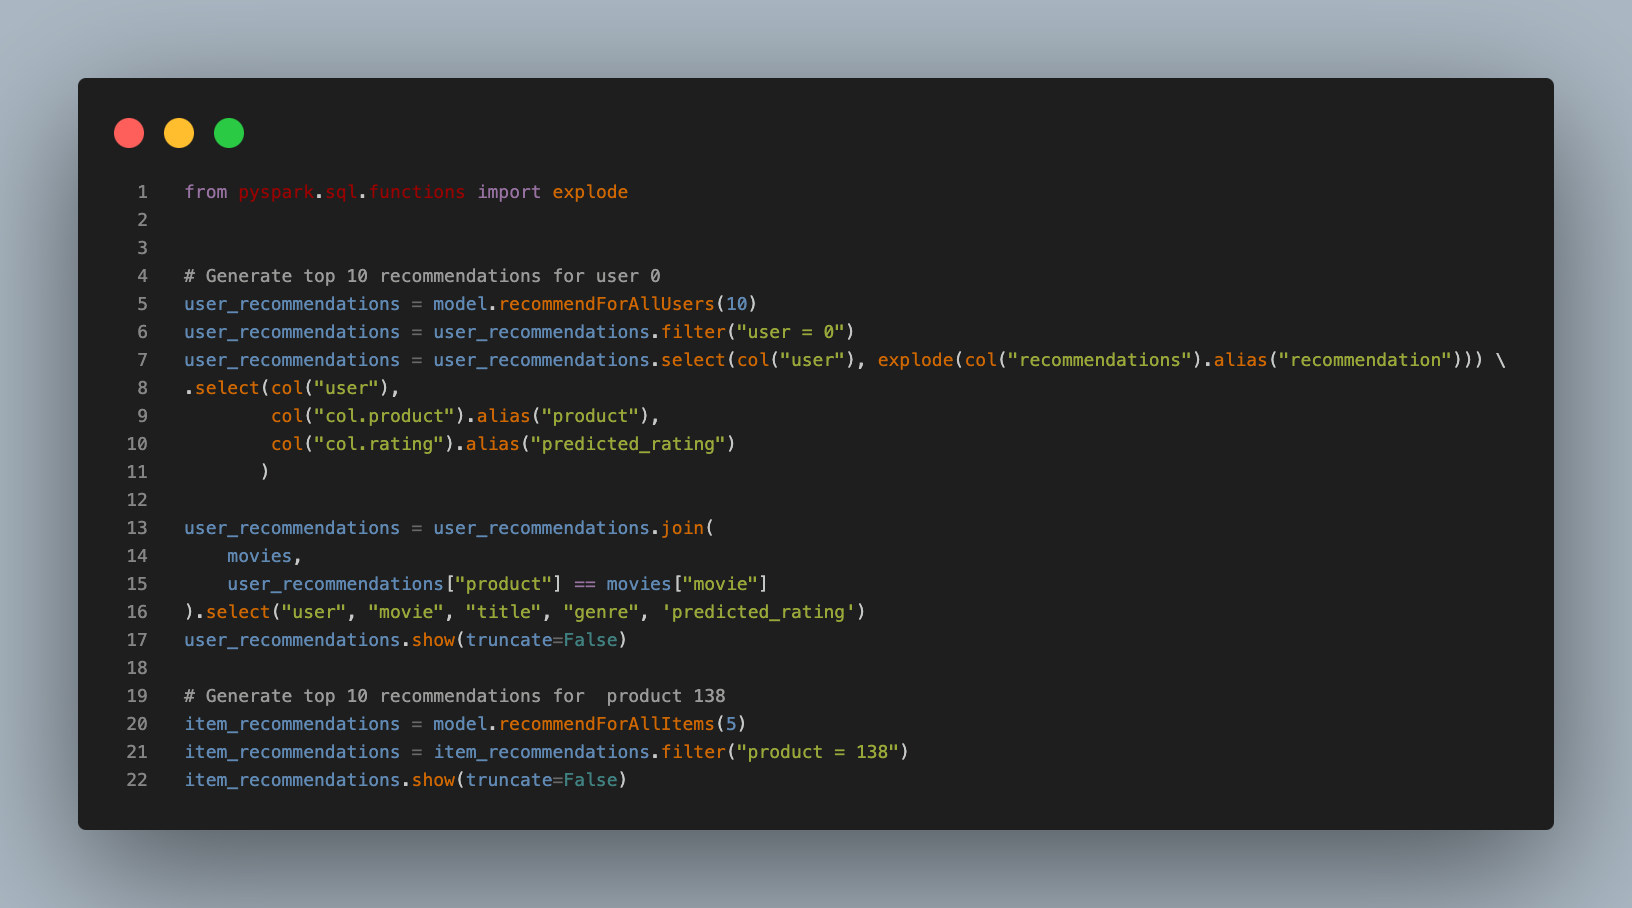 1 from pyspark.sql.functions import explode
2
3
4 # Generate top 10 recommendations for user 0
5 user_recommendations = model.recommendForAllUsers(10)
6 user_recommendations = user_recommendations.filter("user = 0")
7 user_recommendations = user_recommendations.select(col("user"), explode(col("recommendations").alias("recommendation"))) \
8 .select(col("user"),
9         col("col.product").alias("product"),
10         col("col.rating").alias("predicted_rating")
11        )
12
13 user_recommendations = user_recommendations.join(
14     movies,
15     user_recommendations["product"] == movies["movie"]
16 ).select("user", "movie", "title", "genre", 'predicted_rating')
17 user_recommendations.show(truncate=False)
18
19 # Generate top 10 recommendations for  product 138
20 item_recommendations = model.recommendForAllItems(5)
21 item_recommendations = item_recommendations.filter("product = 138")
22 item_recommendations.show(truncate=False)